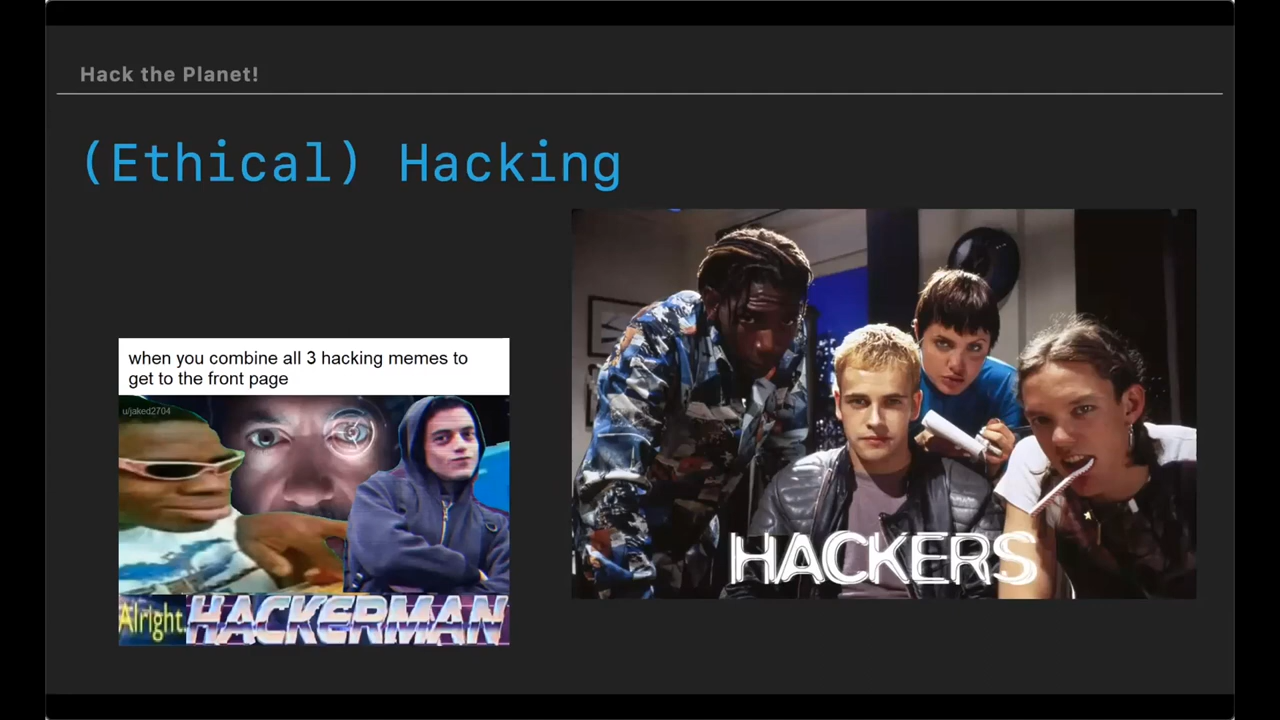 Hack the Planet!
(Ethical) Hacking
when you combine all 3 hacking memes to
get to the front page
u/jaked2704
Alright. HACKERMAN
HACKERS